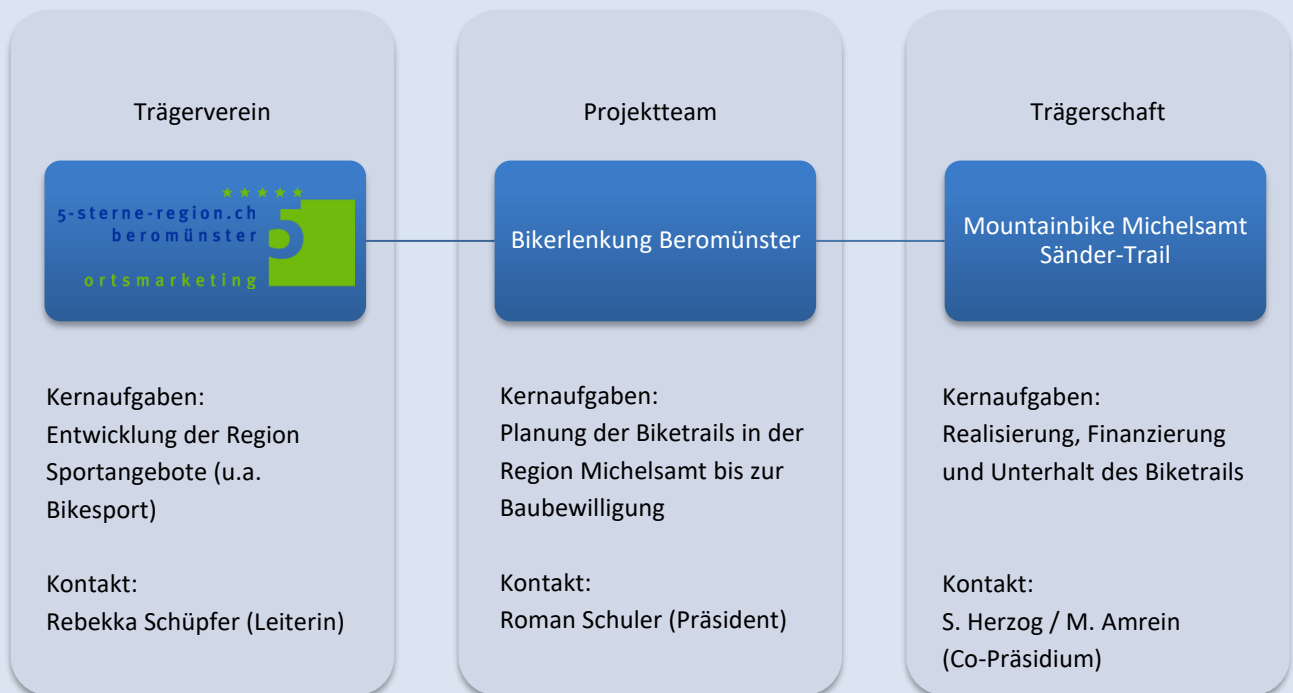 Trägerverein
5-sterne-region.ch
beromünster
5
ortsmarketing
Kernaufgaben:
Entwicklung der Region
Sportangebote (u.a.
Bikesport)
Kontakt:
Rebekka Schüpfer (Leiterin)
Projektteam
Bikerlenkung Beromünster
Kernaufgaben:
Planung der Biketrails in der
Region Michelsamt bis zur
Baubewilligung
Kontakt:
Roman Schuler (Präsident)
Trägerschaft
Mountainbike Michelsamt
Sänder-Trail
Kernaufgaben:
Realisierung, Finanzierung
und Unterhalt des Biketrails
Kontakt:
S. Herzog / M. Amrein
(Co-Präsidium)